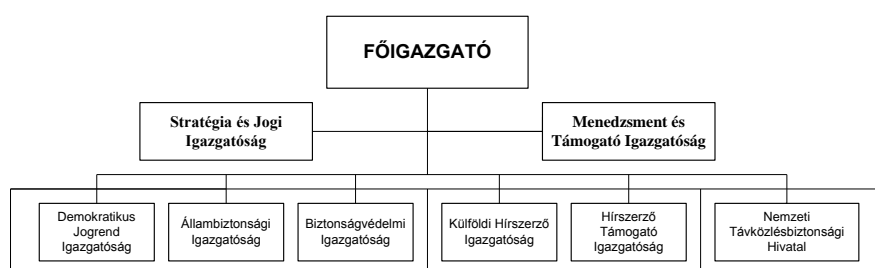 FŐIGAZGATÓ
Stratégia és Jogi
Igazgatóság
Menedzsment és
Támogató Igazgatóság
Demokratikus
Jogrend
Igazgatóság
Állambiztonsági
Igazgatóság
Biztonságvédelmi
Igazgatóság
Külföldi Hírszerző
Igazgatóság
Hírszerző
Támogató
Igazgatóság
Nemzeti
Távközlésbiztonsági
Hivatal